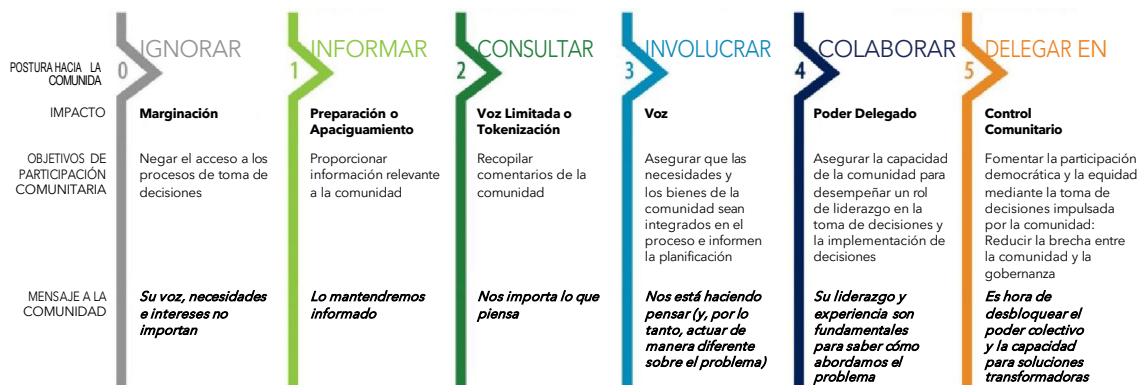 POSTURA HACIA LA
COMUNIDA
0
IGNORAR
1
INFORMAR
2
CONSULTAR
3
INVOLUCRAR
4
COLABORAR
5
DELEGAR EN
IMPACTO
Marginación
Preparación o
Apaciguamiento
Voz Limitada o
Tokenización
Voz
Poder Delegado
Control
Comunitario
OBJETIVOS DE
PARTICIPACIÓN
COMUNITARIA
Negar el acceso a los
procesos de toma de
decisiones
Proporcionar
información relevante
a la comunidad
Recopilar
comentarios de la
comunidad
Asegurar que las
necesidades y
los bienes de la
comunidad sean
integrados en el
proceso e informen
la planificación
Asegurar la capacidad
de la comunidad para
desempeñar un rol
de liderazgo en la
toma de decisiones y
la implementación de
decisiones
Fomentar la participación
democrática y la equidad
mediante la toma de
decisiones impulsada
por la comunidad:
Reducir la brecha entre
la comunidad y la
gobernanza
MENSAJE A LA
COMUNIDAD
Su voz, necesidades
e intereses no
importan
Lo mantendremos
informado
Nos importa lo que
piensa
Nos está haciendo
pensar (y, por lo
tanto, actuar de
manera diferente
sobre el problema)
Su liderazgo y
experiencia son
fundamentales
para saber cómo
abordamos el
problema
Es hora de
desbloquear el
poder colectivo
y la capacidad
para soluciones
transformadoras